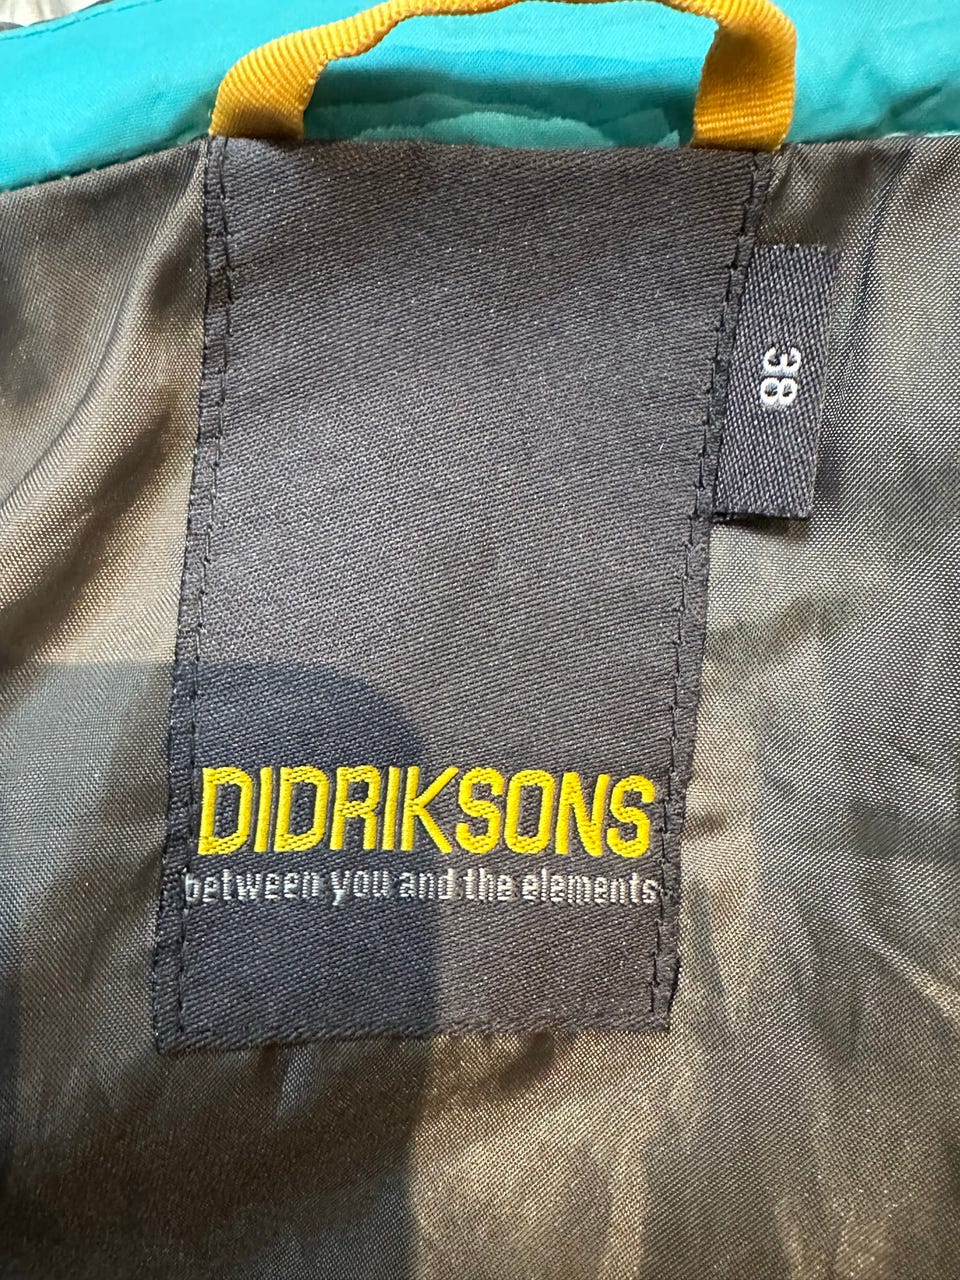 38
DIDRIKSONS
between you and the elements